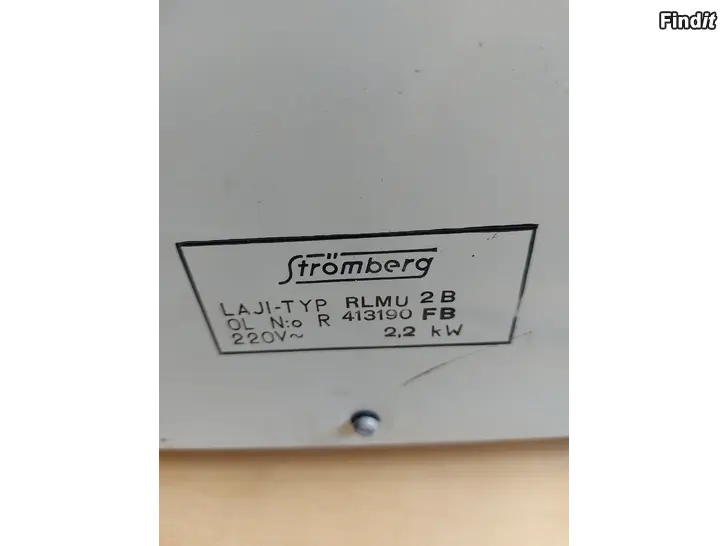 Findit
Strömberg
LAJI-TYP RLMU 2B
OL N:o R 413190 FB
220V~ 2,2 kW